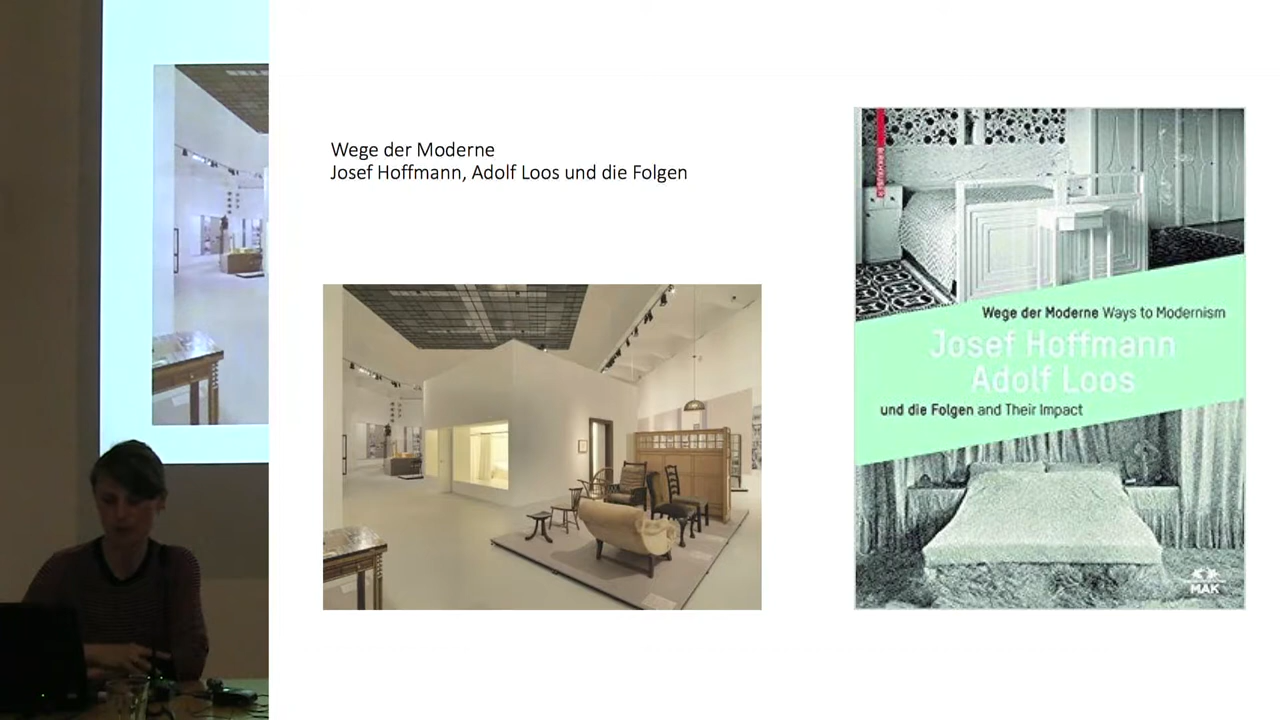 Wege der Moderne
Josef Hoffmann, Adolf Loos und die Folgen
BIRKHÄUSER
Wege der Moderne Ways to Modernism
Josef Hoffmann
Adolf Loos
und die Folgen and Their Impact
MAK